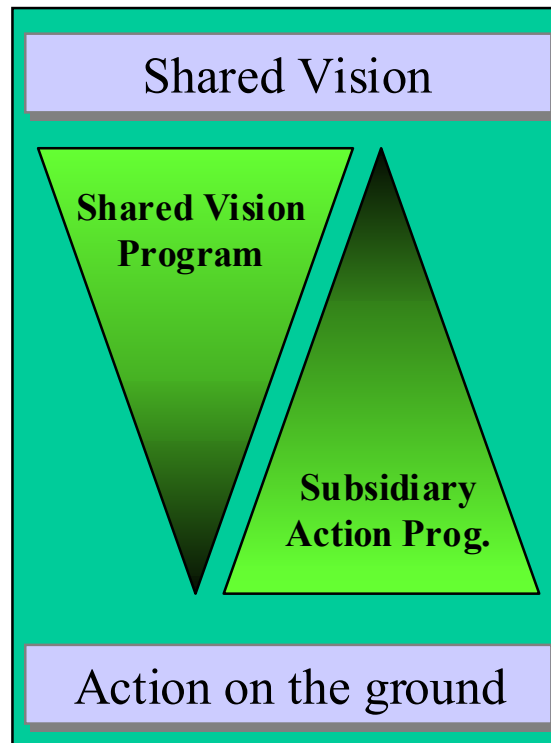 Shared Vision
Shared Vision
Program
Subsidiary
Action Prog.
Action on the ground